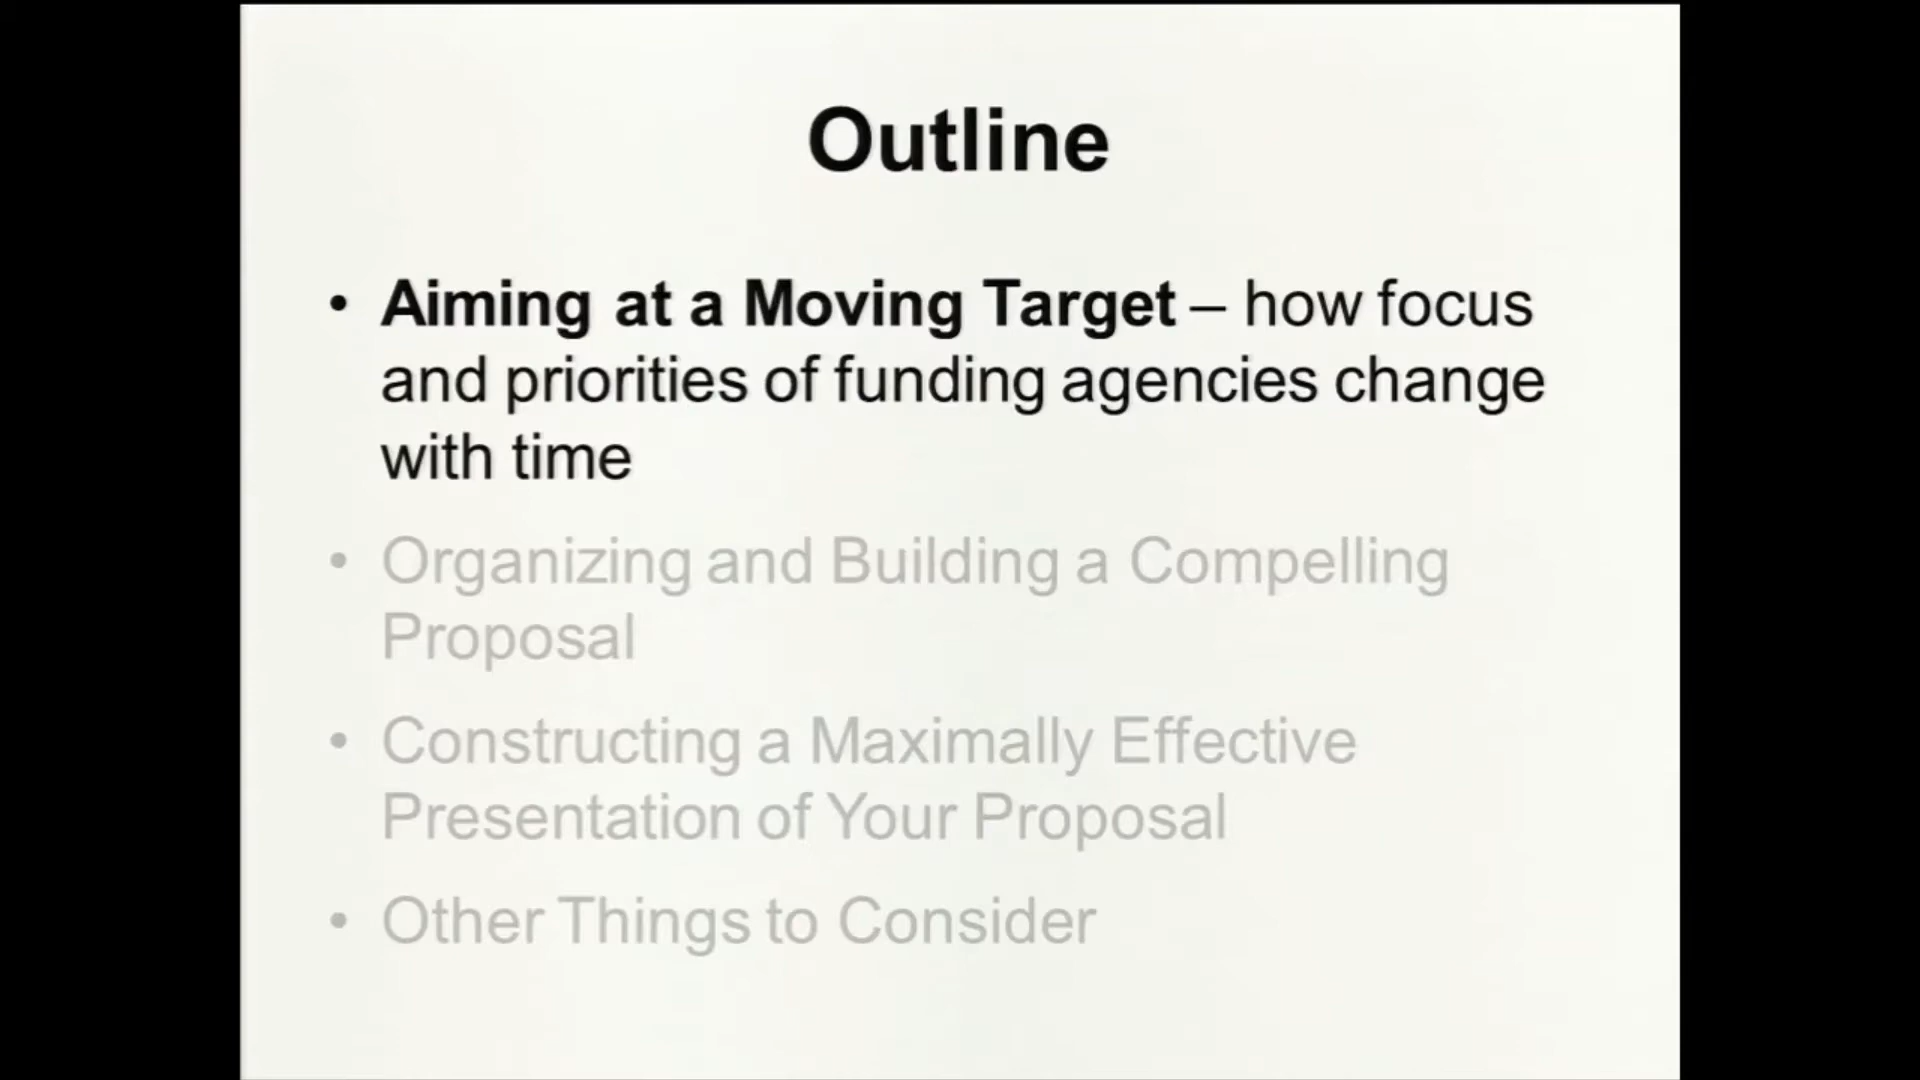 Outline
• Aiming at a Moving Target – how focus
and priorities of funding agencies change
with time
• Organizing and Building a Compelling
Proposal
• Constructing a Maximally Effective
Presentation of Your Proposal
• Other Things to Consider